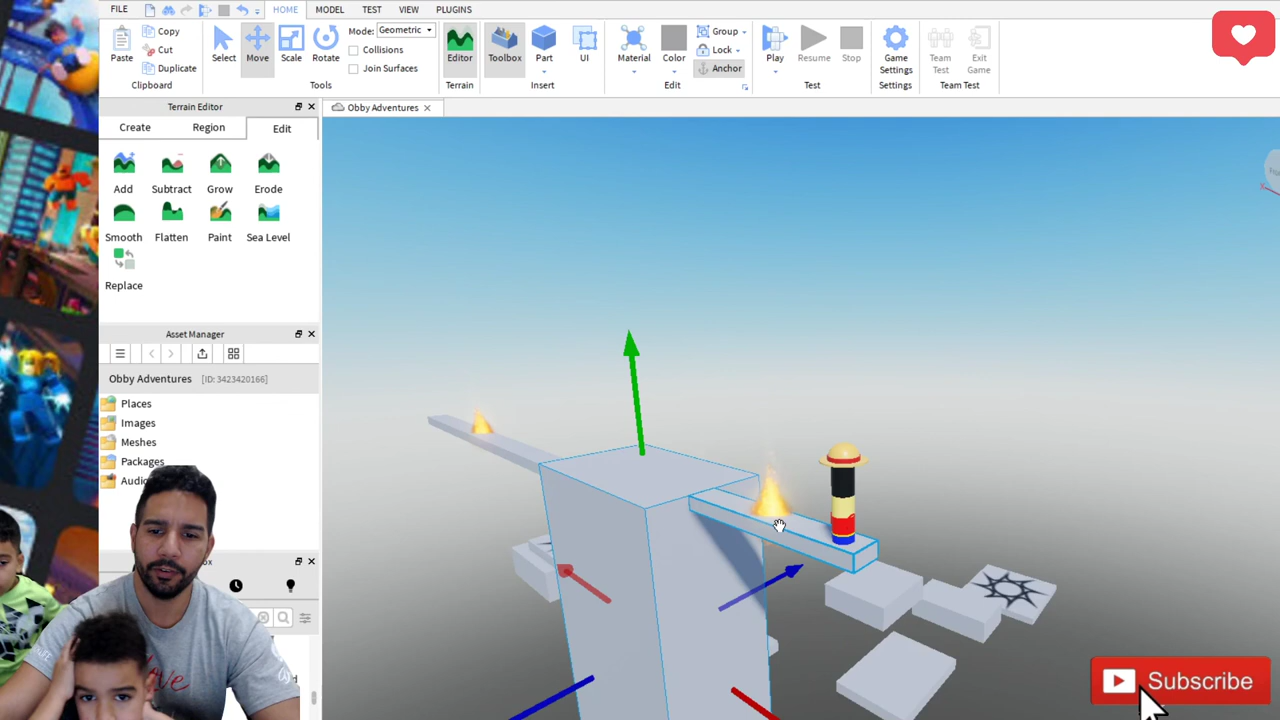 FILE
HOME
MODEL
TEST
VIEW
PLUGINS
Paste
Copy
Cut
Duplicate
Clipboard
Select
Move
Scale
Rotate
Mode: Geometric
Collisions
Join Surfaces
Tools
Editor
Terrain
Toolbox
Part
UI
Insert
Material
Color
Group
Lock
Anchor
Edit
Play
Resume
Stop
Test
Game
Settings
Settings
Team
Test
Exit
Game
Team Test
Terrain Editor
Obby Adventures
Create
Region
Edit
Add
Subtract
Grow
Erode
Smooth
Flatten
Paint
Sea Level
Replace
Asset Manager
Obby Adventures [ID: 3423420166]
Places
Images
Meshes
Packages
Subscribe